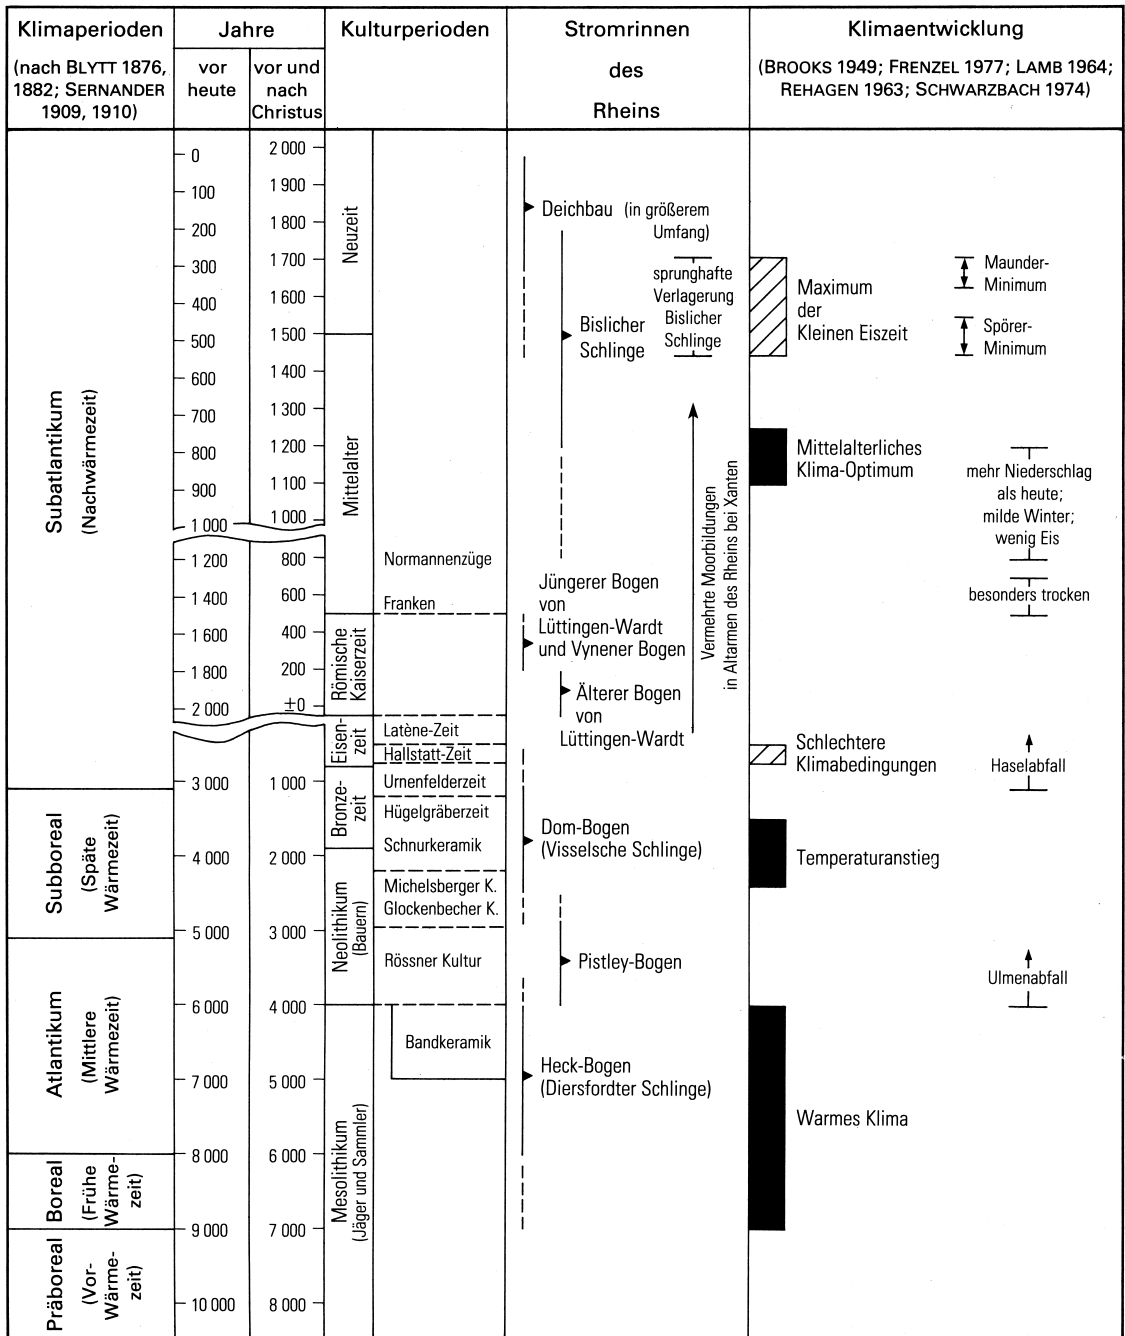 Klimaperioden
(nach BLYTT 1876,
1882; SERNANDER
1909, 1910)
Jahre
vor
heute
vor und
nach
Christus
Kulturperioden
Stromrinnen
des
Rheins
Klimaentwicklung
(BROOKS 1949; FRENZEL 1977; LAMB 1964;
REHAGEN 1963; SCHWARZBACH 1974)
Subatlantikum
(Nachwärmezeit)
Subboreal
(Späte
Wärmezeit)
Atlantikum
(Mittlere
Wärmezeit)
Boreal
(Frühe
Wärme-
zeit)
Präboreal
(Vor-
Wärme-
zeit)
0
100
200
300
400
500
600
700
800
900
1 000
1 200
1 400
1 600
1 800
2 000
3 000
4 000
5 000
6 000
7 000
8 000
9 000
10 000
2 000
1 900
1 800
1 700
1 600
1 500
1 400
1 300
1 200
1 100
1 000
800
600
400
200
±0
1 000
2 000
3 000
4 000
5 000
6 000
7 000
8 000
Neuzeit
Mittelalter
Römische
Kaiserzeit
Eisen-
zeit
Bronze-
zeit
Neolithikum
(Bauern)
Mesolithikum
(Jäger und Sammler)
Normannenzüge
Franken
Latène-Zeit
Hallstatt-Zeit
Urnenfelderzeit
Hügelgräberzeit
Schnurkeramik
Michelsberger K.
Glockenbecher K.
Rössner Kultur
Bandkeramik
Deichbau (in größerem
Umfang)
sprunghafte
Verlagerung
Bislicher
Schlinge
Bislicher
Schlinge
Vermehrte Moorbildungen
in Altarmen des Rheins bei Xanten
Jüngerer Bogen
von
Lüttingen-Wardt
und Vynener Bogen
Älterer Bogen
von
Lüttingen-Wardt
Dom-Bogen
(Visselsche Schlinge)
Pistley-Bogen
Heck-Bogen
(Diersfordter Schlinge)
Maximum
der
Kleinen Eiszeit
Maunder-
Minimum
Spörer-
Minimum
Mittelalterliches
Klima-Optimum
mehr Niederschlag
als heute;
milde Winter;
wenig Eis
besonders trocken
Schlechtere
Klimabedingungen
Haselabfall
Temperaturanstieg
Ulmenabfall
Warmes Klima